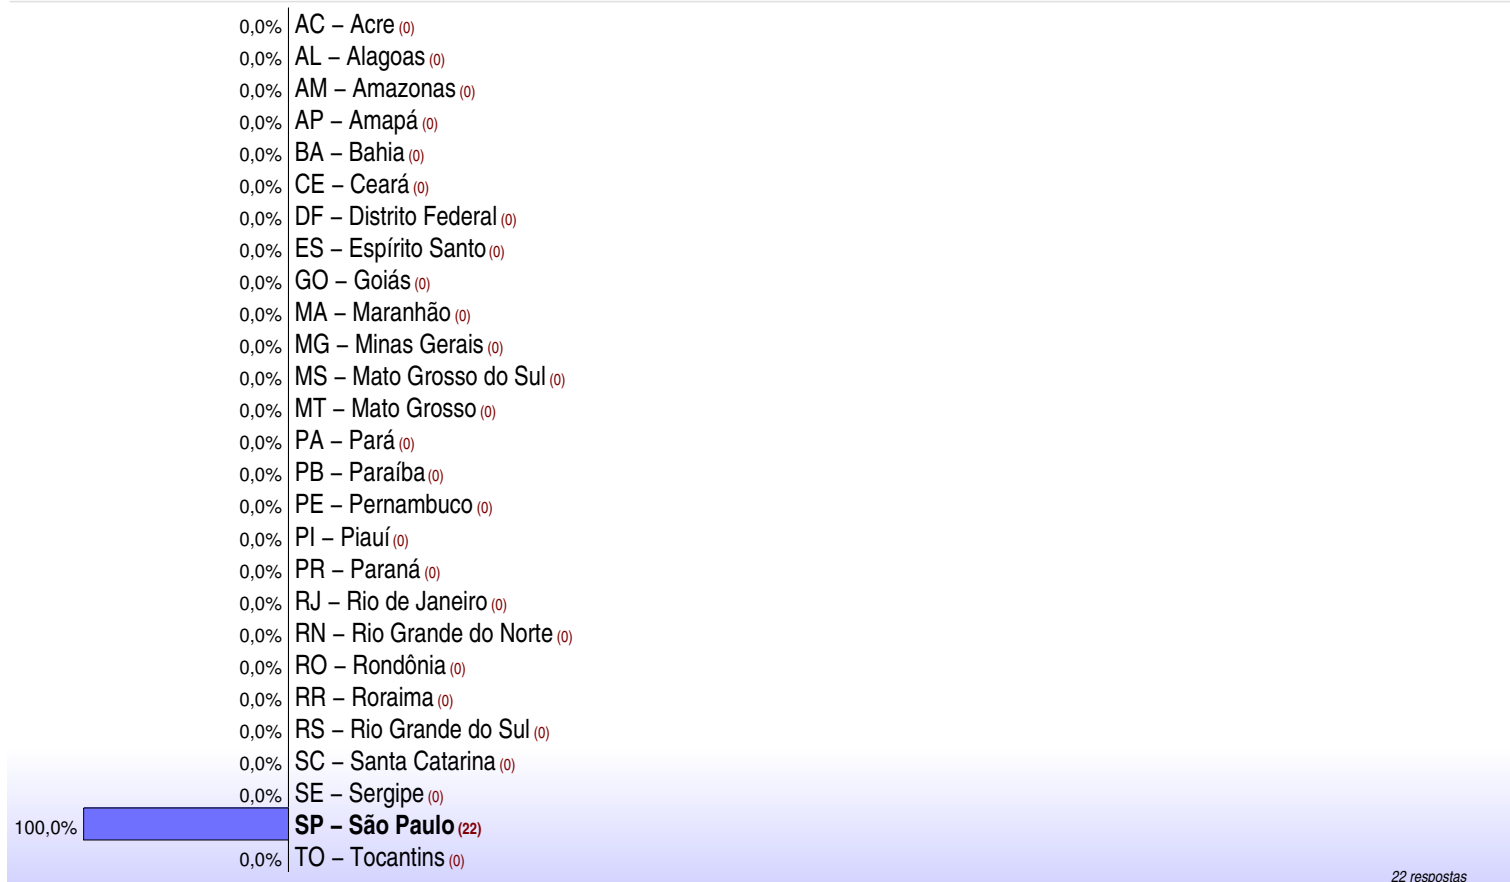 0,0% AC – Acre (0)
0,0% AL – Alagoas (0)
0,0% AM – Amazonas (0)
0,0% AP – Amapá (0)
0,0% BA – Bahia (0)
0,0% CE – Ceará (0)
0,0% DF – Distrito Federal (0)
0,0% ES – Espírito Santo (0)
0,0% GO – Goiás (0)
0,0% MA – Maranhão (0)
0,0% MG – Minas Gerais (0)
0,0% MS – Mato Grosso do Sul (0)
0,0% MT – Mato Grosso (0)
0,0% PA – Pará (0)
0,0% PB – Paraíba (0)
0,0% PE – Pernambuco (0)
0,0% PI – Piauí (0)
0,0% PR – Paraná (0)
0,0% RJ – Rio de Janeiro (0)
0,0% RN – Rio Grande do Norte (0)
0,0% RO – Rondônia (0)
0,0% RR – Roraima (0)
0,0% RS – Rio Grande do Sul (0)
0,0% SC – Santa Catarina (0)
0,0% SE – Sergipe (0)
100,0% SP – São Paulo (22)
0,0% TO – Tocantins (0)
22 respostas